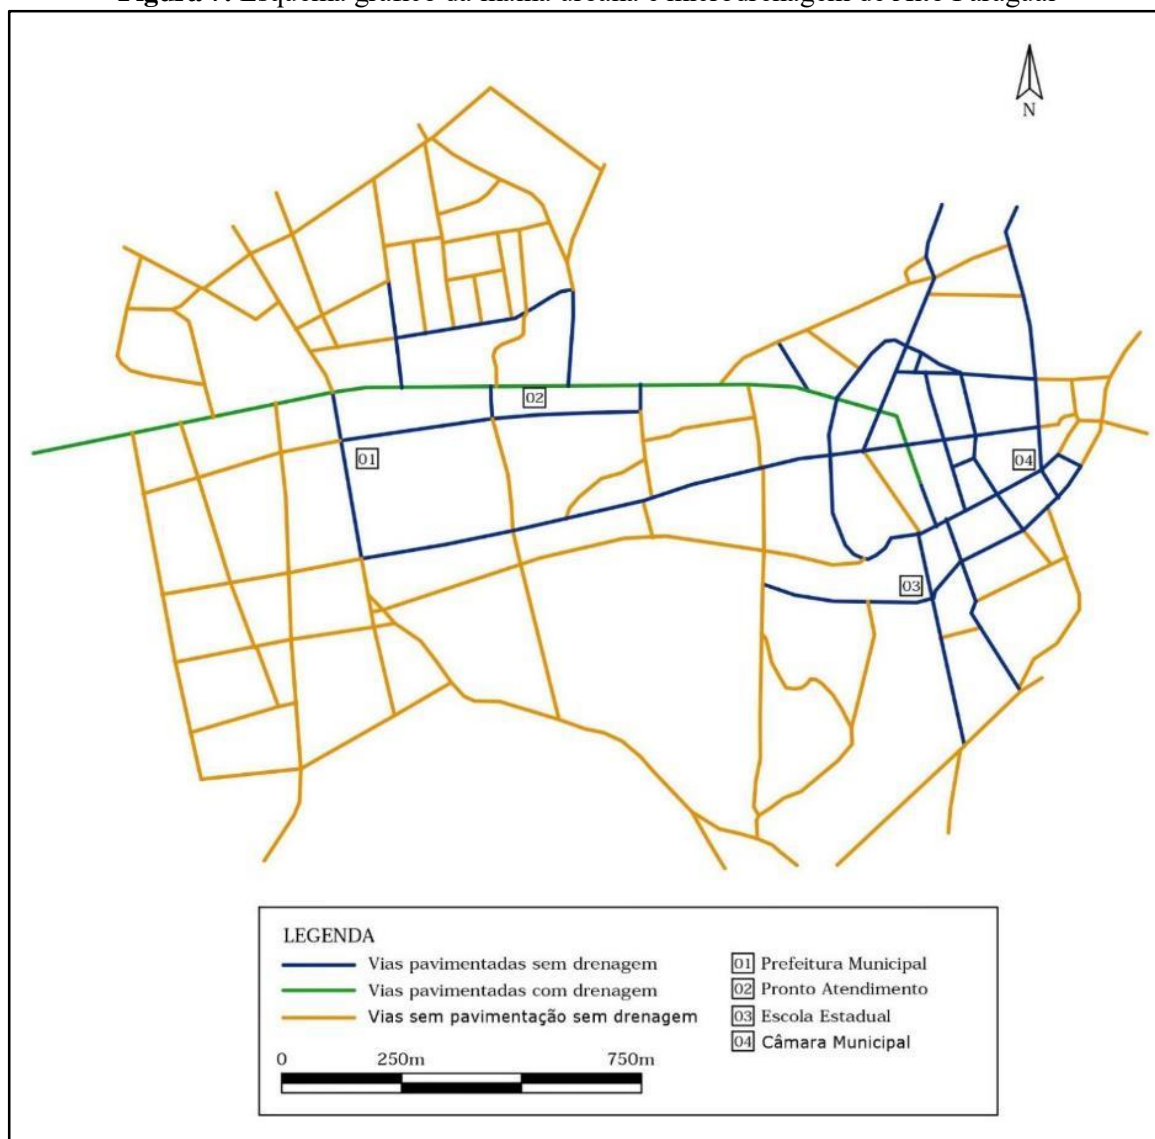 N
02
01
04
03
LEGENDA
Vias pavimentadas sem drenagem
Vias pavimentadas com drenagem
Vias sem pavimentação sem drenagem
01 Prefeitura Municipal
02 Pronto Atendimento
03 Escola Estadual
04 Câmara Municipal
0 250m 750m